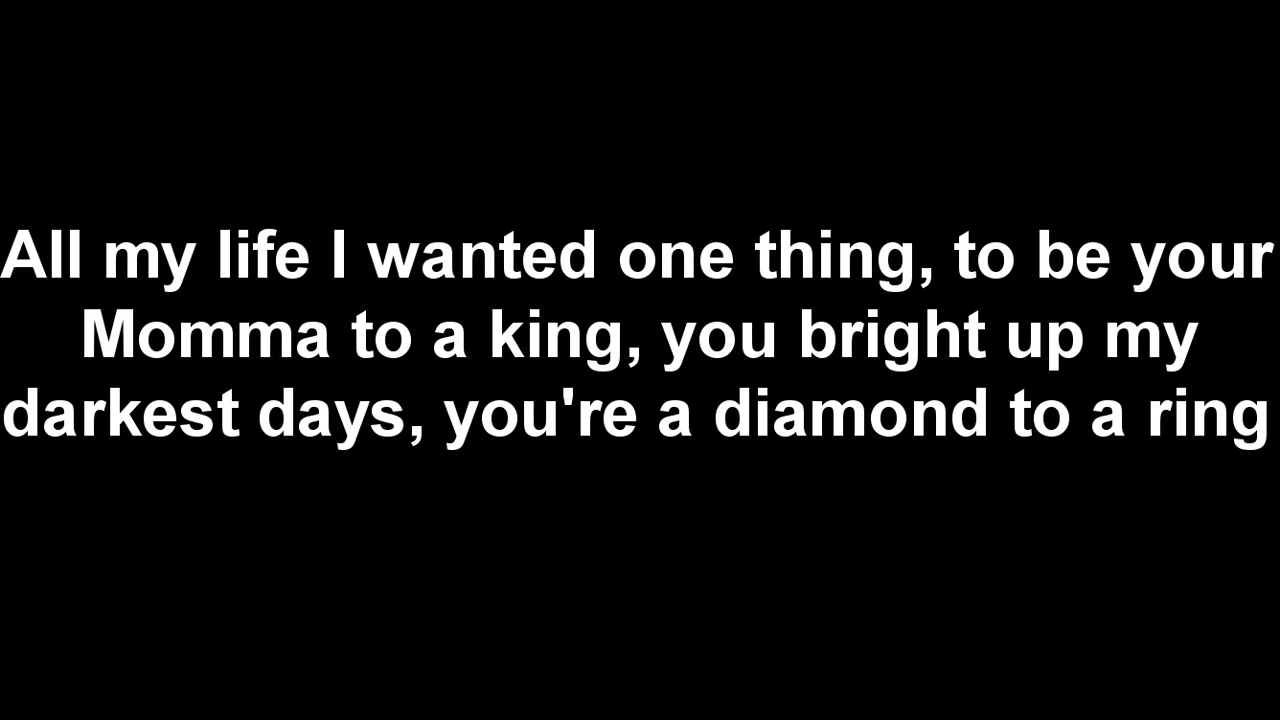 All my life I wanted one thing, to be your
Momma to a king, you bright up my
darkest days, you're a diamond to a ring